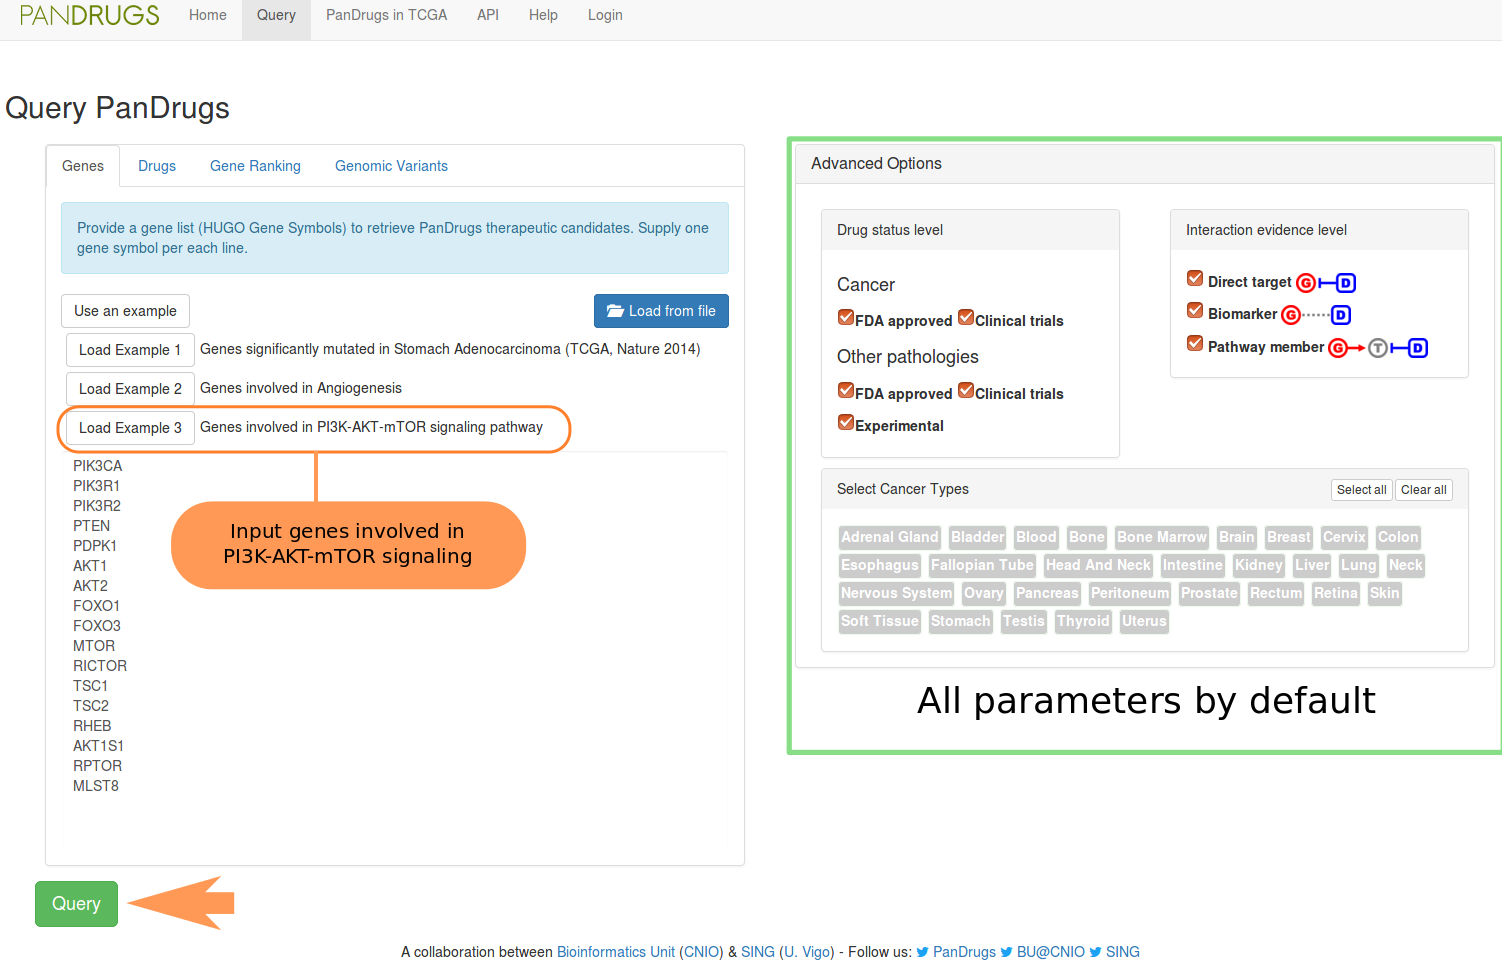 PANDRUGS Home Query PanDrugs in TCGA API Help Login
Query PanDrugs
Genes Drugs Gene Ranking Genomic Variants
Provide a gene list (HUGO Gene Symbols) to retrieve PanDrugs therapeutic candidates. Supply one
gene symbol per each line.
Use an example Load from file
Load Example 1 Genes significantly mutated in Stomach Adenocarcinoma (TCGA, Nature 2014)
Load Example 2 Genes involved in Angiogenesis
Load Example 3 Genes involved in PI3K-AKT-mTOR signaling pathway
PIK3CA
PIK3R1
PIK3R2
PTEN
PDPK1
AKT1
AKT2
FOXO1
FOXO3
MTOR
RICTOR
TSC1
TSC2
RHEB
AKT1S1
RPTOR
MLST8
Input genes involved in
PI3K-AKT-mTOR signaling
Query
Advanced Options
Drug status level
Cancer
FDA approved Clinical trials
Other pathologies
FDA approved Clinical trials
Experimental
Interaction evidence level
Direct target G D
Biomarker G D
Pathway member G T D
Select Cancer Types Select all Clear all
Adrenal Gland Bladder Blood Bone Bone Marrow Brain Breast Cervix Colon
Esophagus Fallopian Tube Head And Neck Intestine Kidney Liver Lung Neck
Nervous System Ovary Pancreas Peritoneum Prostate Rectum Retina Skin
Soft Tissue Stomach Testis Thyroid Uterus
All parameters by default
A collaboration between Bioinformatics Unit (CNIO) & SING (U. Vigo) - Follow us: PanDrugs BU@CNIO SING